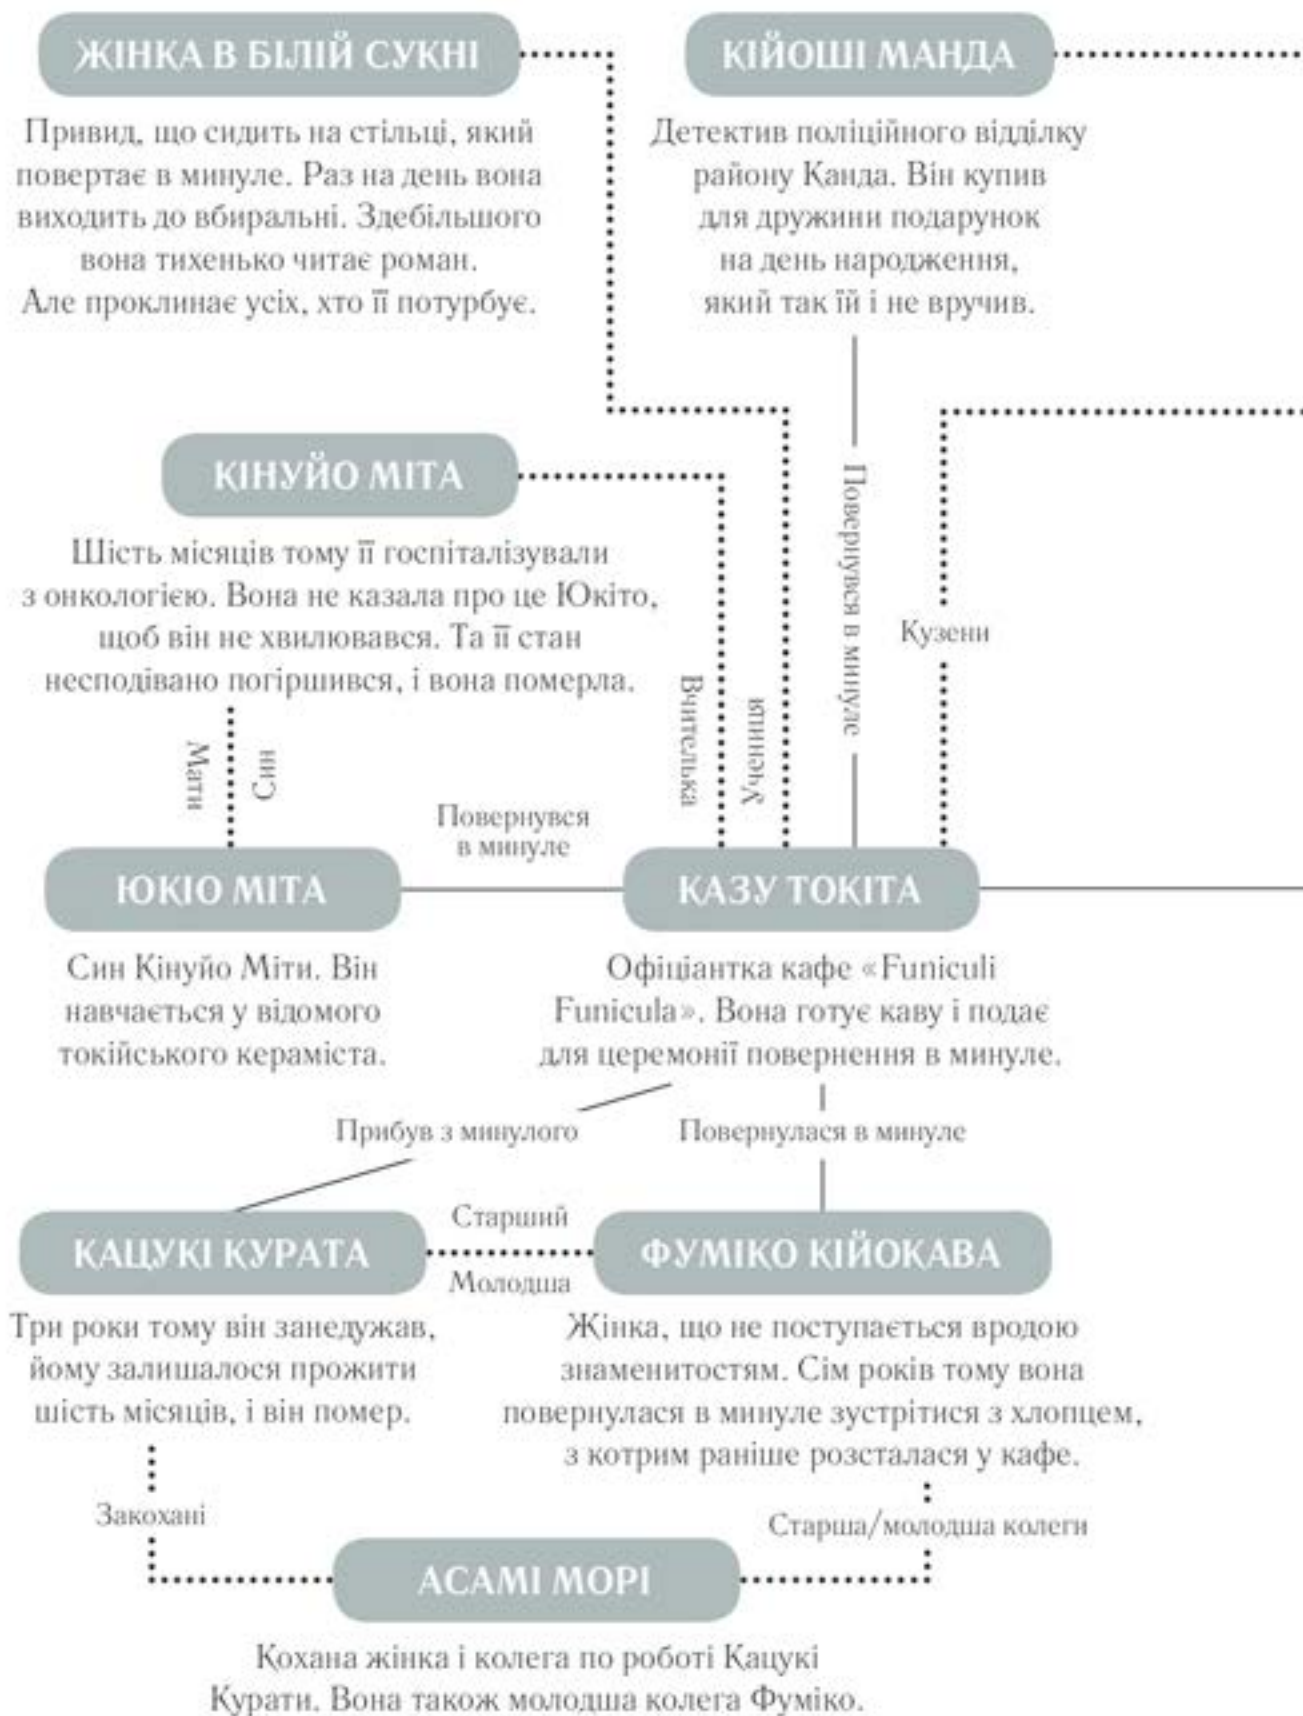 ЖІНКА В БІЛІЙ СУКНІ
Привид, що сидить на стільці, який
повертає в минуле. Раз на день вона
виходить до вбиральні. Здебільшого
вона тихенько читає роман.
Але проклинає усіх, хто її потурбує.
КІЙОШІ МАНДА
Детектив поліційного відділку
району Канда. Він купив
для дружини подарунок
на день народження,
який так їй і не вручив.
КІНУЙО МІТА
Шість місяців тому її госпіталізували
з онкологією. Вона не казала про це Юкіто,
щоб він не хвилювався. Та її стан
несподівано погіршився, і вона померла.
Повернувся в минуле
Кузени
Мати
Син
Вчителька
Учениця
Повернувся
в минуле
ЮКІО МІТА
Син Кінуйо Міти. Він
навчається у відомого
токійського кераміста.
КАЗУ ТОКІТА
Офіціантка кафе «Funiculi
Funicula». Вона готує каву і подає
для церемонії повернення в минуле.
Прибув з минулого
Повернулася в минуле
КАЦУКІ КУРАТА
Старший
Молодша
ФУМІКО КІЙОКАВА
Три роки тому він занедужав,
йому залишалося прожити
шість місяців, і він помер.
Жінка, що не поступається вродою
знаменитостям. Сім років тому вона
повернулася в минуле зустрітися з хлопцем,
з котрим раніше розсталася у кафе.
Закохані
Старша/молодша колеги
АСАМІ МОРІ
Кохана жінка і колега по роботі Кацукі
Курати. Вона також молодша колега Фуміко.